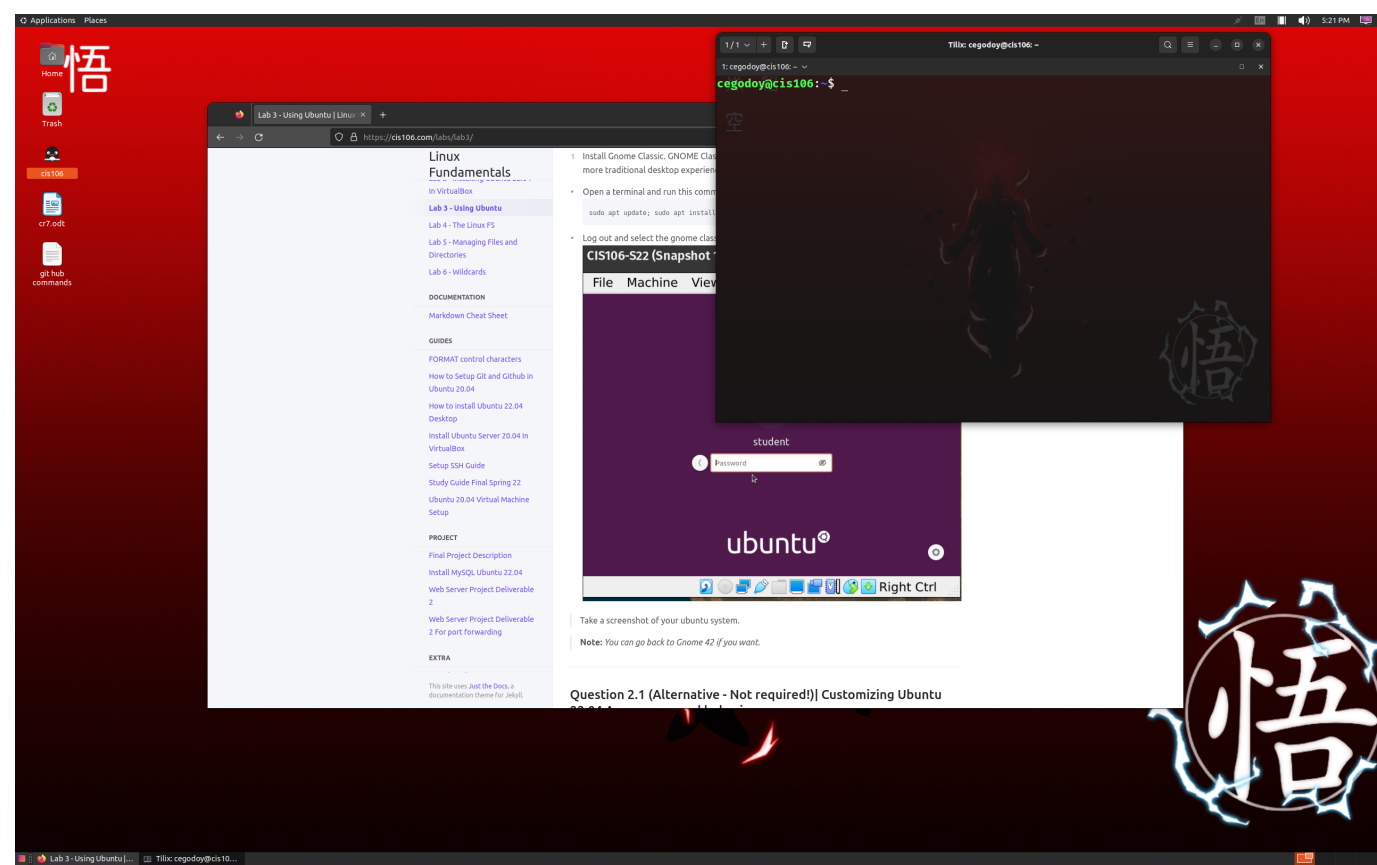 Applications Places
En
5:21 PM
悟
Home
Trash
cis106
cr7.odt
git hub
commands
1 / 1
Tilix: cegodoy@cis106: ~
1: cegodoy@cis106: ~
cegodoy@cis106:~$ _
空
悟
Lab 3 - Using Ubuntu | Linux
https://cis106.com/labs/lab3/
Linux
Fundamentals
In VirtualBox
Lab 3 - Using Ubuntu
Lab 4 - The Linux FS
Lab 5 - Managing Files and
Directories
Lab 6 - Wildcards
DOCUMENTATION
Markdown Cheat Sheet
GUIDES
FORMAT control characters
How to Setup Git and Github in
Ubuntu 20.04
How to install Ubuntu 22.04
Desktop
Install Ubuntu Server 20.04 In
VirtualBox
Setup SSH Guide
Study Guide Final Spring 22
Ubuntu 20.04 Virtual Machine
Setup
PROJECT
Final Project Description
Install MySQL Ubuntu 22.04
Web Server Project Deliverable
2
Web Server Project Deliverable
2 For port forwarding
EXTRA
This site uses Just the Docs, a
documentation theme for Jekyll.
1 Install Gnome Classic. GNOME Clas
more traditional desktop experien
• Open a terminal and run this comm
sudo apt update; sudo apt install
• Log out and select the gnome clas
CIS106-S22 (Snapshot
File Machine View
student
Password
ubuntu
Right Ctrl
Take a screenshot of your ubuntu system.
Note: You can go back to Gnome 42 if you want.
Question 2.1 (Alternative - Not required!)| Customizing Ubuntu
悟
Lab 3 - Using Ubuntu |...
Tilix: cegodoy@cis10...